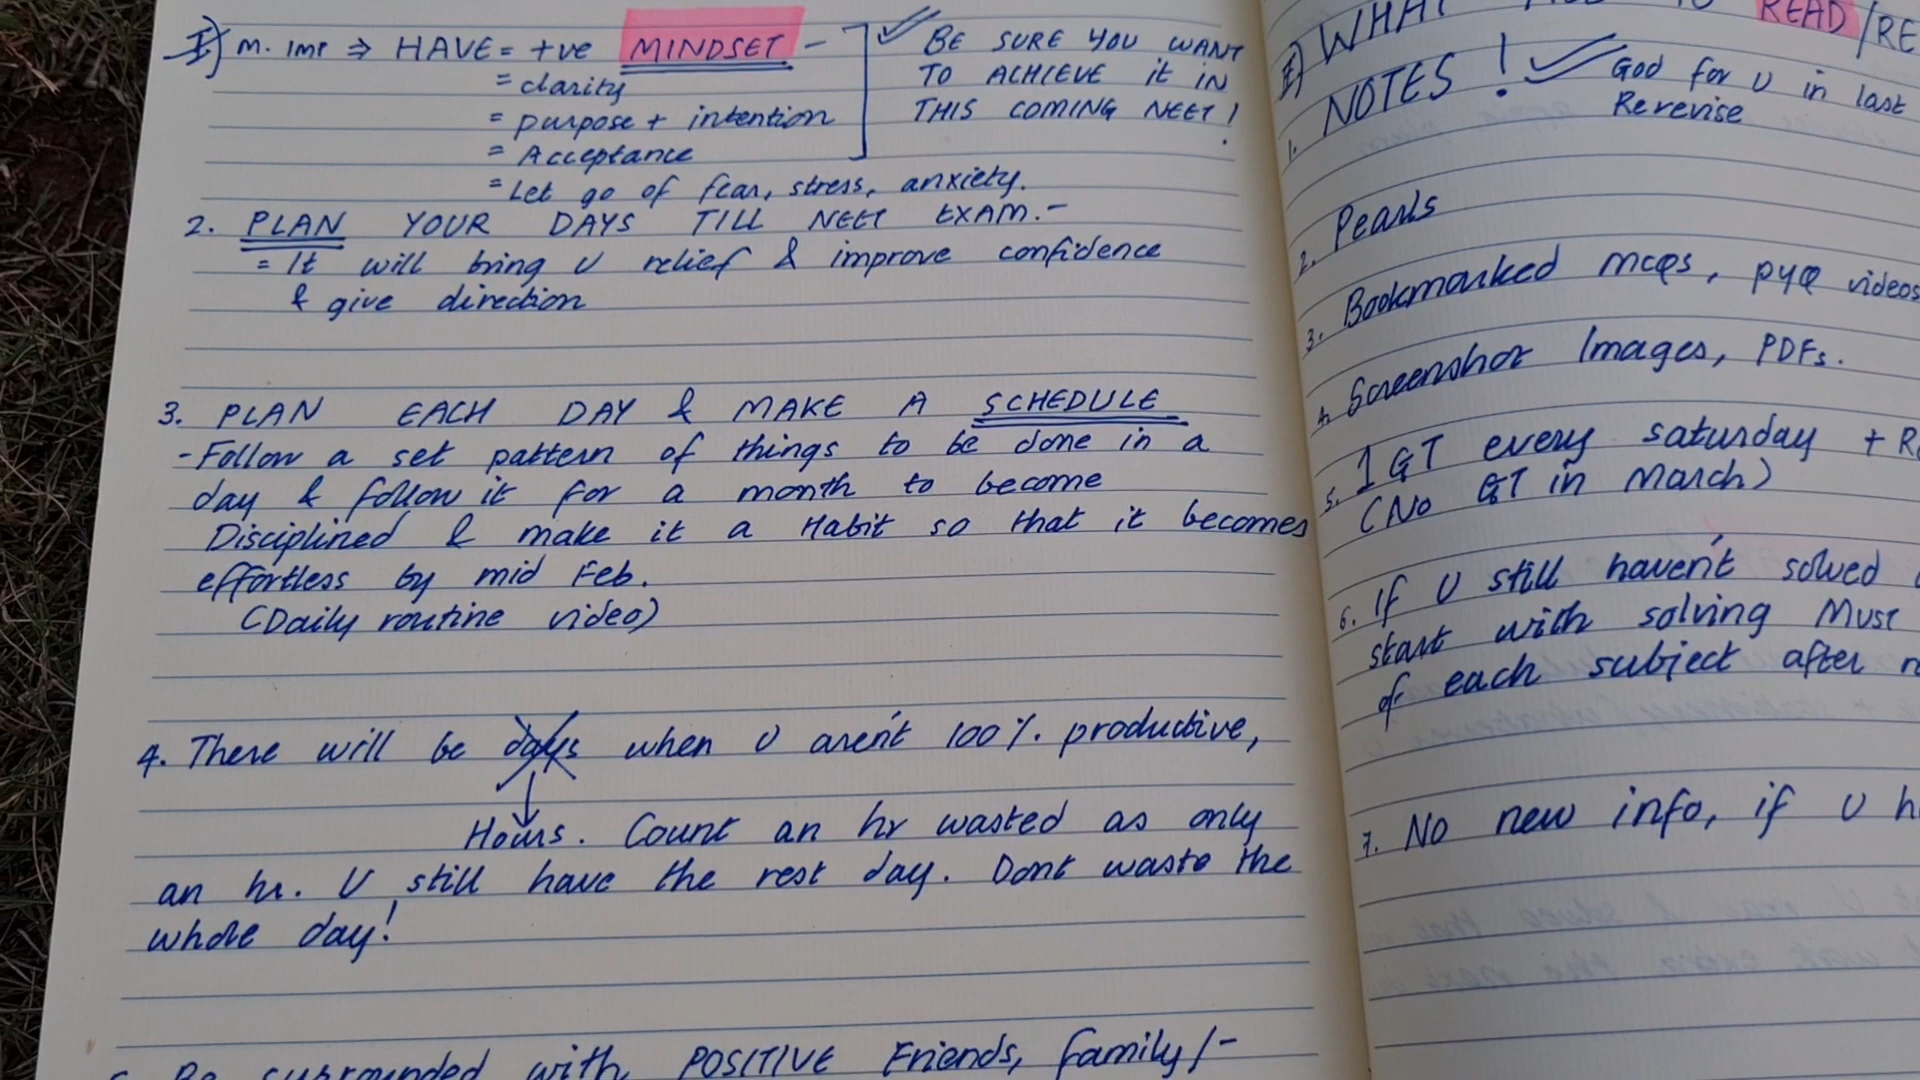 I) M. Imp ⇒ HAVE = +ve MINDSET -
= clarity
= purpose + intention
= Acceptance
= Let go of fear, stress, anxiety.
BE SURE YOU WANT
TO ACHIEVE it IN
THIS COMING NEET!
2. PLAN YOUR DAYS TILL NEET EXAM.-
= It will bring U relief & improve confidence
& give direction
3. PLAN EACH DAY & MAKE A SCHEDULE
- Follow a set pattern of things to be done in a
day & follow it for a month to become
Disciplined & make it a Habit so that it becomes
effortless by mid Feb.
(Daily routine video)
4. There will be days when U aren't 100%. productive,
Hours. Count an hr wasted as only
an hr. U still have the rest day. Dont waste the
whole day!
Be surrounded with POSITIVE Friends, family/-
II) WHAT READ/RE
1. NOTES! God for U in last
Rerevise
2. Pearls
3. Bookmarked mcqs, pyq videos
4. Screenshot Images, PDFs.
5. 1 GT every saturday +
(No GT in March)
6. If U still haven't solved
start with solving Must
of each subject after
7. No new info, if U